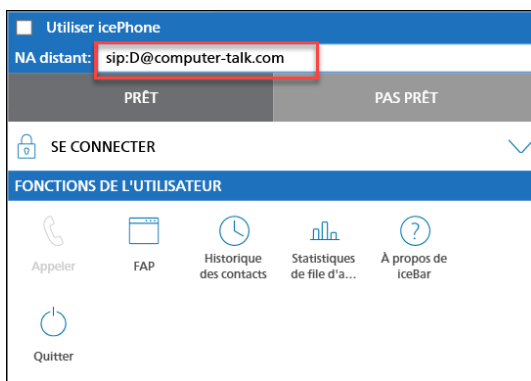 Utiliser icePhone
NA distant: sip:D@computer-talk.com
PRÊT PAS PRÊT
SE CONNECTER
FONCTIONS DE L'UTILISATEUR
Appeler FAP Historique des contacts Statistiques de file d'a... À propos de iceBar
Quitter